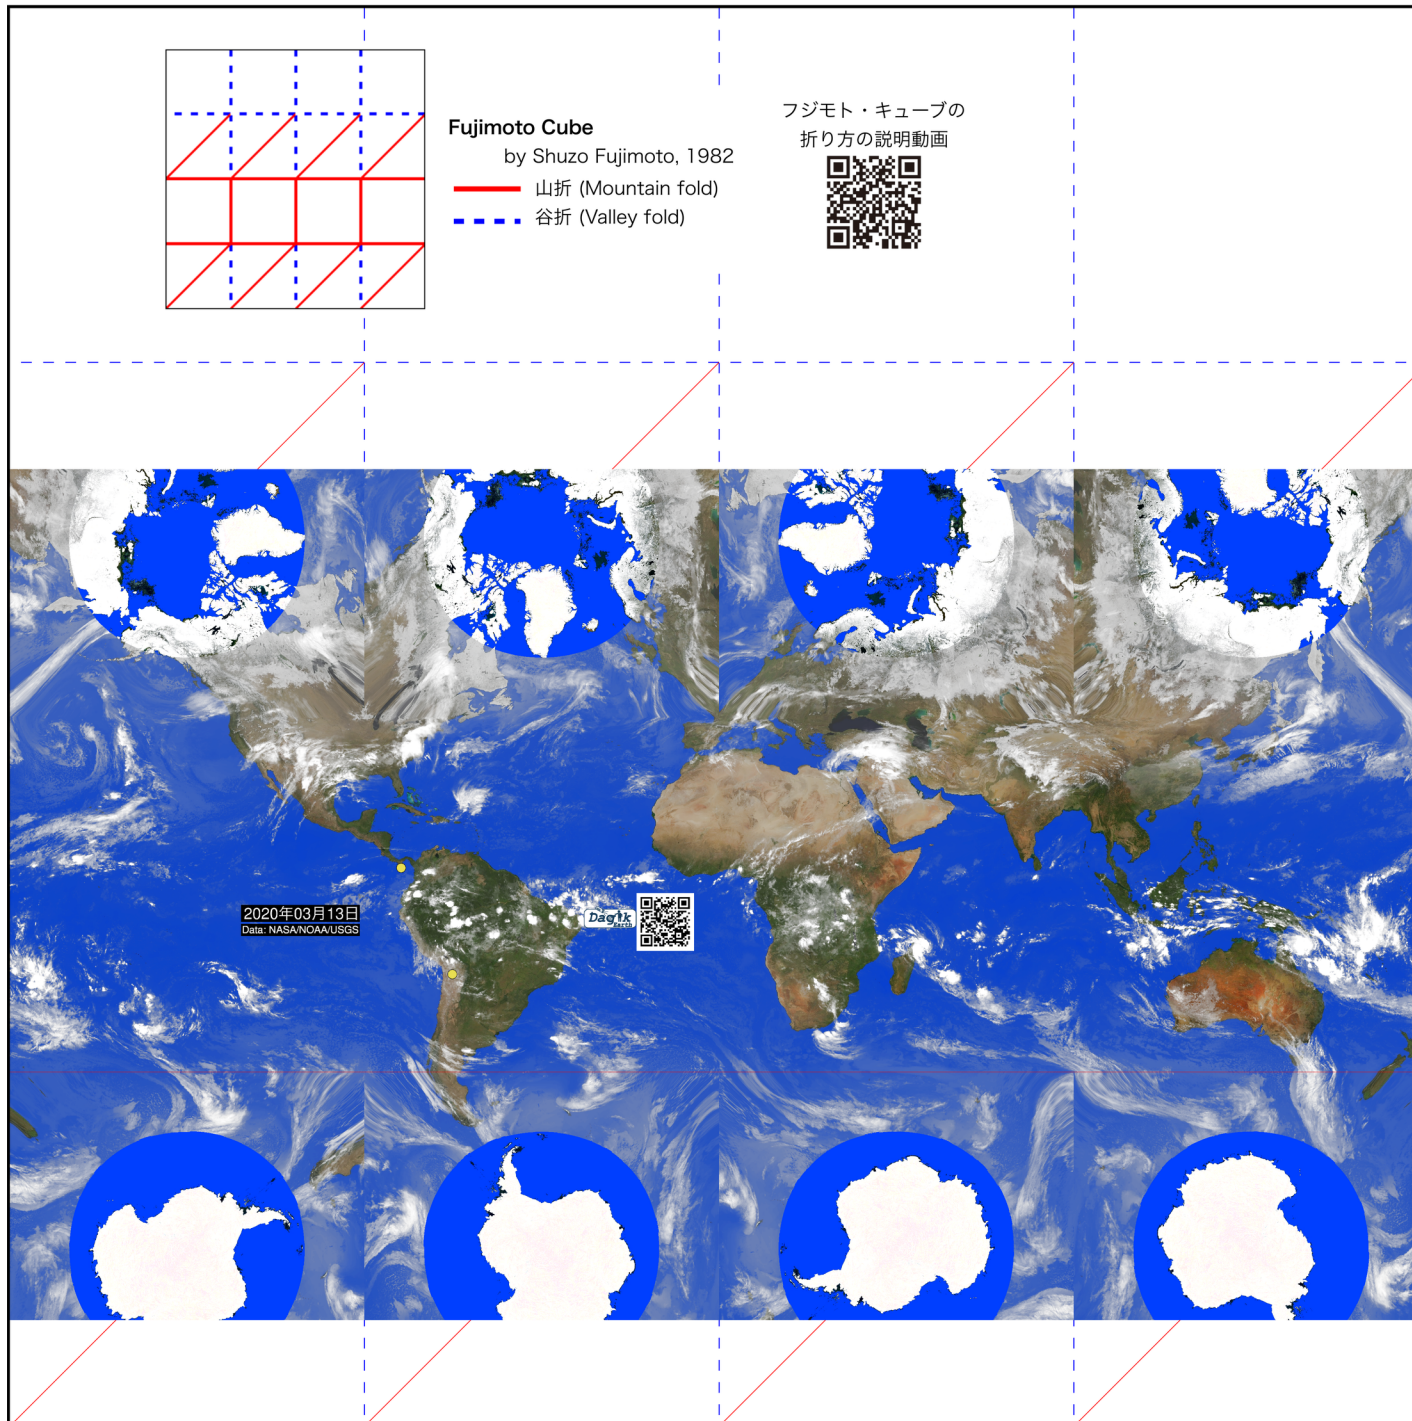 Fujimoto Cube
by Shuzo Fujimoto, 1982
山折 (Mountain fold)
谷折 (Valley fold)
フジモト・キューブの
折り方の説明動画
2020年03月13日
Data: NASA/NOAA/USGS
Dagik
Earth